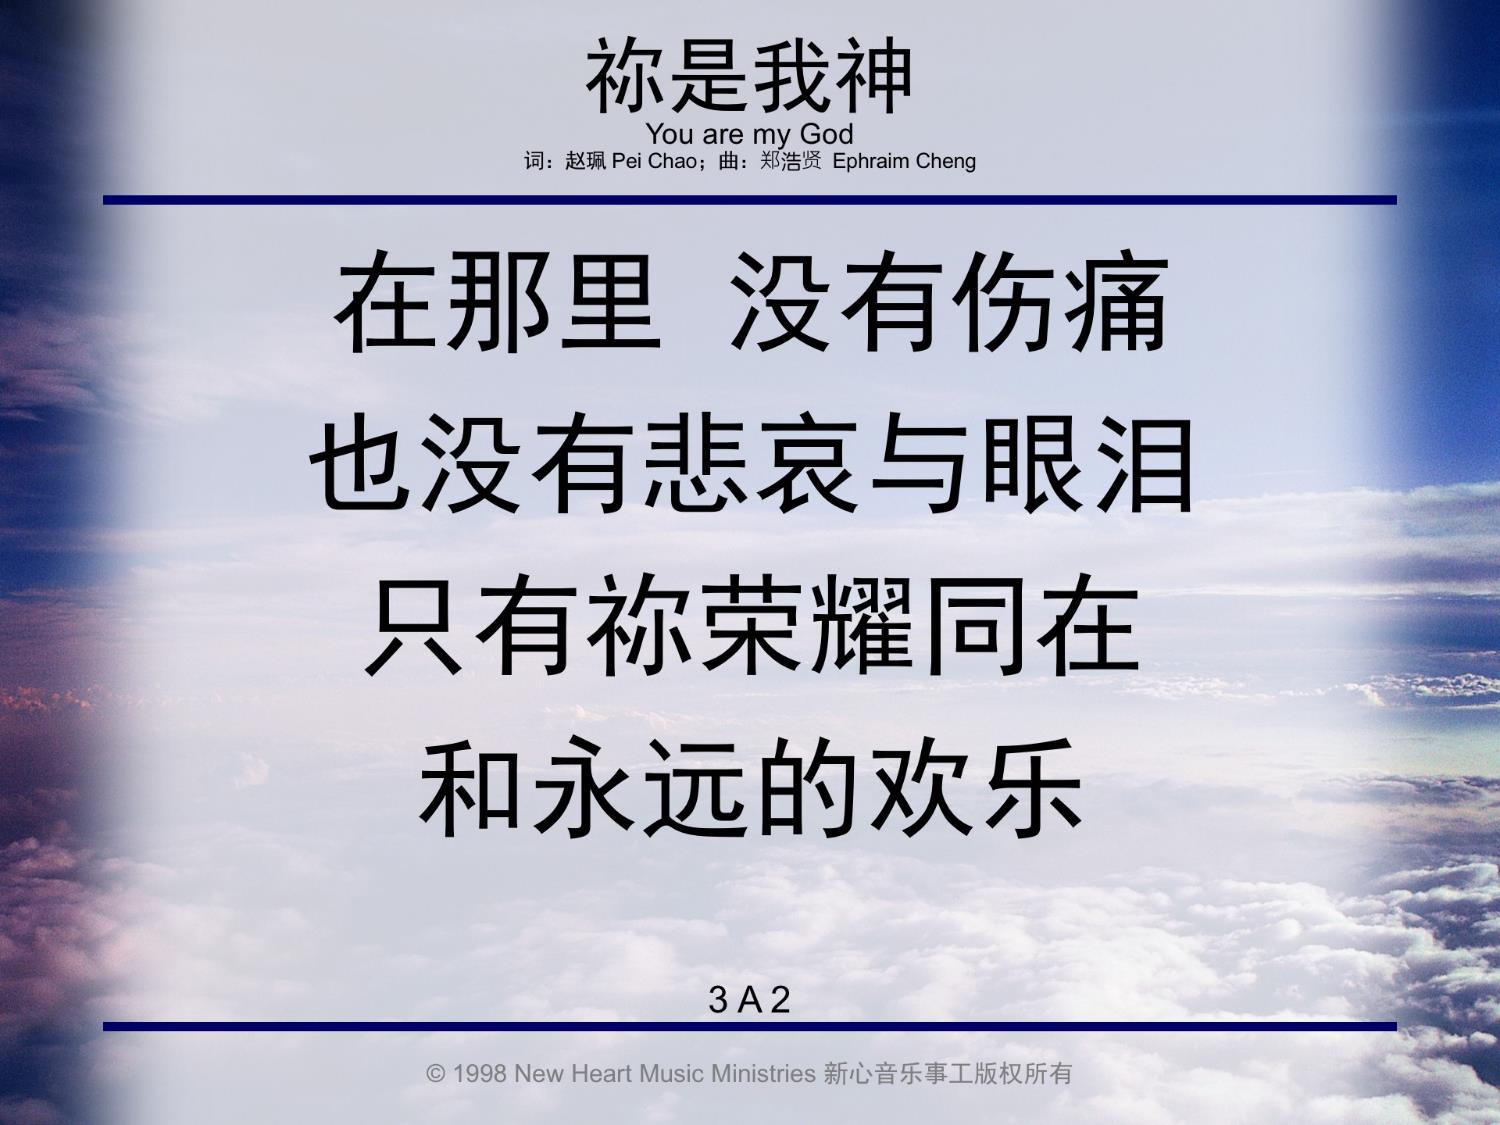 祢是我神
You are my God
词：赵珮 Pei Chao；曲：郑浩贤 Ephraim Cheng
在那里 没有伤痛
也没有悲哀与眼泪
只有祢荣耀同在
和永远的欢乐
3 A 2
© 1998 New Heart Music Ministries 新心音乐事工版权所有